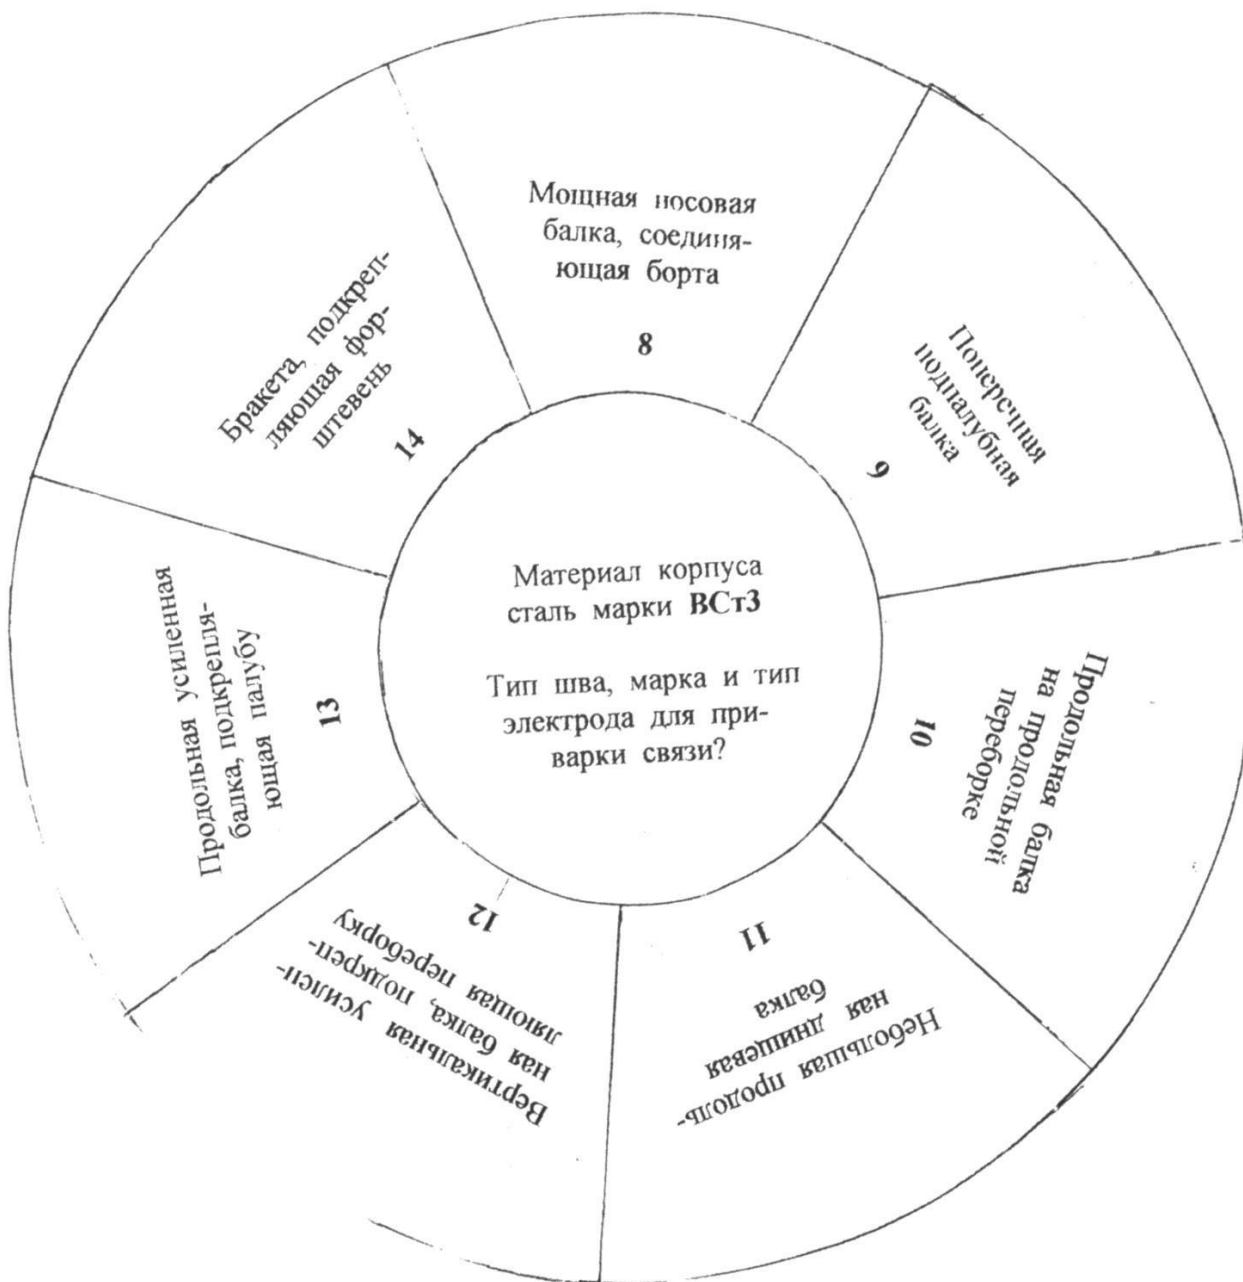 Мощная носовая
балка, соединя-
ющая борта
8
Поперечная
подпалубная
балка
9
Продольная балка
на продольной
переборке
10
Небольшая продоль-
ная днищевая
балка
11
Вертикальная усилен-
ная балка, подкреп-
ляющая переборку
12
Продольная усиленная
балка, подкрепля-
ющая палубу
13
Бракета, подкреп-
ляющая фор-
штевень
14
Материал корпуса
сталь марки ВСт3
Тип шва, марка и тип
электрода для при-
варки связи?